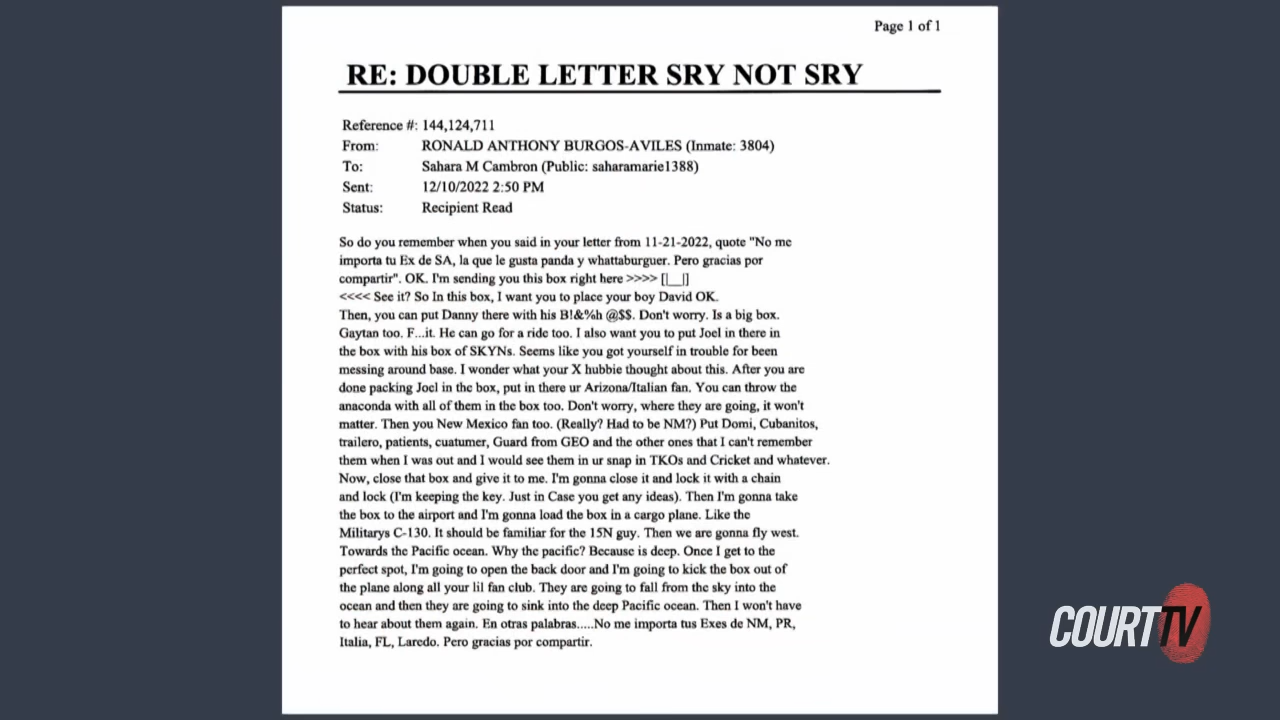 Page 1 of 1
RE: DOUBLE LETTER SRY NOT SRY
Reference #: 144,124,711
From: RONALD ANTHONY BURGOS-AVILES (Inmate: 3804)
To: Sahara M Cambron (Public: saharamarie1388)
Sent: 12/10/2022 2:50 PM
Status: Recipient Read
So do you remember when you said in your letter from 11-21-2022, quote "No me
importa tu Ex de SA, la que le gusta panda y whattaburguer. Pero gracias por
compartir". OK. I'm sending you this box right here >>>> [|__|]
<<<< See it? So In this box, I want you to place your boy David OK.
Then, you can put Danny there with his B!&%h @$$. Don't worry. Is a big box.
Gaytan too. F...it. He can go for a ride too. I also want you to put Joel in there in
the box with his box of SKYNs. Seems like you got yourself in trouble for been
messing around base. I wonder what your X hubbie thought about this. After you are
done packing Joel in the box, put in there ur Arizona/Italian fan. You can throw the
anaconda with all of them in the box too. Don't worry, where they are going, it won't
matter. Then you New Mexico fan too. (Really? Had to be NM?) Put Domi, Cubanitos,
trailero, patients, cuatumer, Guard from GEO and the other ones that I can't remember
them when I was out and I would see them in ur snap in TKOs and Cricket and whatever.
Now, close that box and give it to me. I'm gonna close it and lock it with a chain
and lock (I'm keeping the key. Just in Case you get any ideas). Then I'm gonna take
the box to the airport and I'm gonna load the box in a cargo plane. Like the
Militarys C-130. It should be familiar for the 15N guy. Then we are gonna fly west.
Towards the Pacific ocean. Why the pacific? Because is deep. Once I get to the
perfect spot, I'm going to open the back door and I'm going to kick the box out of
the plane along all your lil fan club. They are going to fall from the sky into the
ocean and then they are going to sink into the deep Pacific ocean. Then I won't have
to hear about them again. En otras palabras.....No me importa tus Exes de NM, PR,
Italia, FL, Laredo. Pero gracias por compartir.
COURT TV